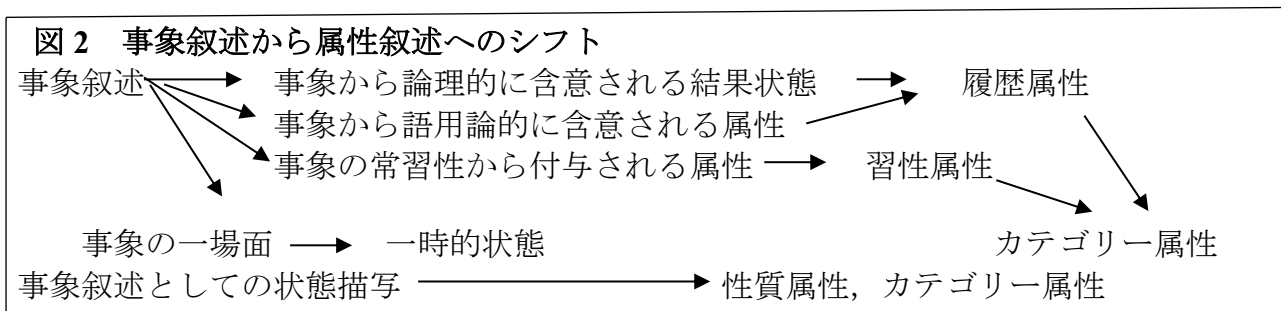 図 2 事象叙述から属性叙述へのシフト
事象叙述 事象から論理的に含意される結果状態 履歴属性
事象から語用論的に含意される属性
事象の常習性から付与される属性 習性属性
事象の一場面 一時的状態 カテゴリー属性
事象叙述としての状態描写 性質属性，カテゴリー属性